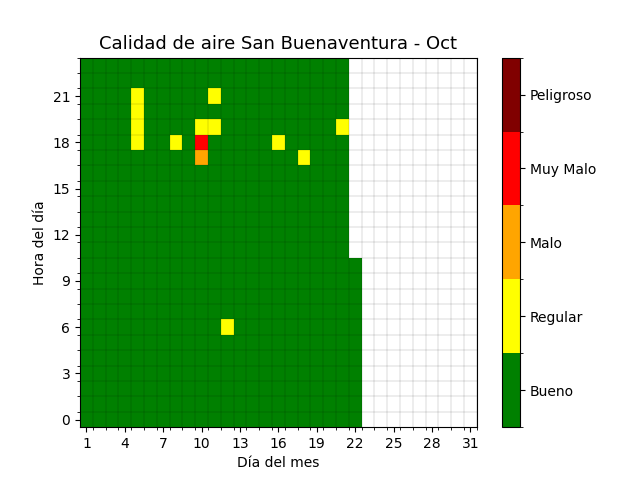 Calidad de aire San Buenaventura - Oct
Hora del día
21
18
15
12
9
6
3
0
1 4 7 10 13 16 19 22 25 28 31
Día del mes
Peligroso
Muy Malo
Malo
Regular
Bueno